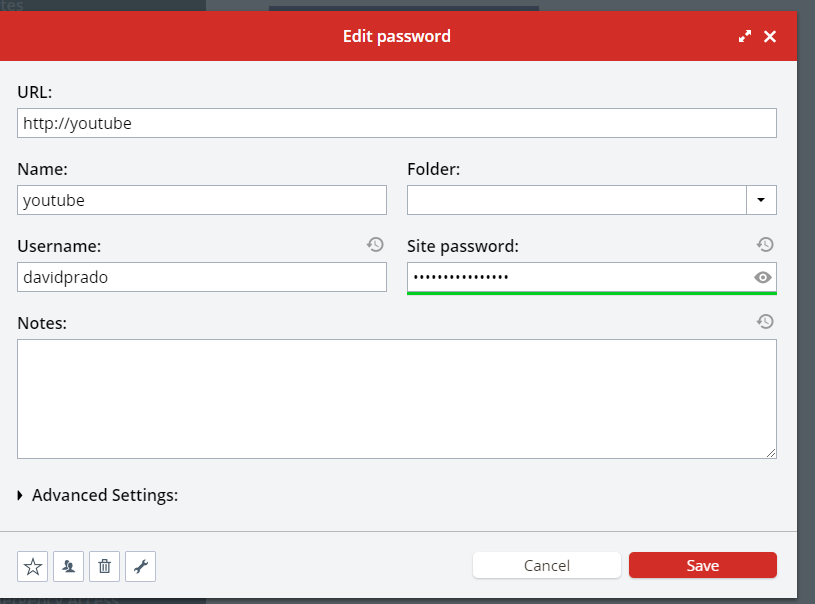 Edit password
URL:
http://youtube
Name:
Folder:
youtube
Username:
Site password:
davidprado
••••••••••••••••
Notes:
Advanced Settings:
Cancel
Save